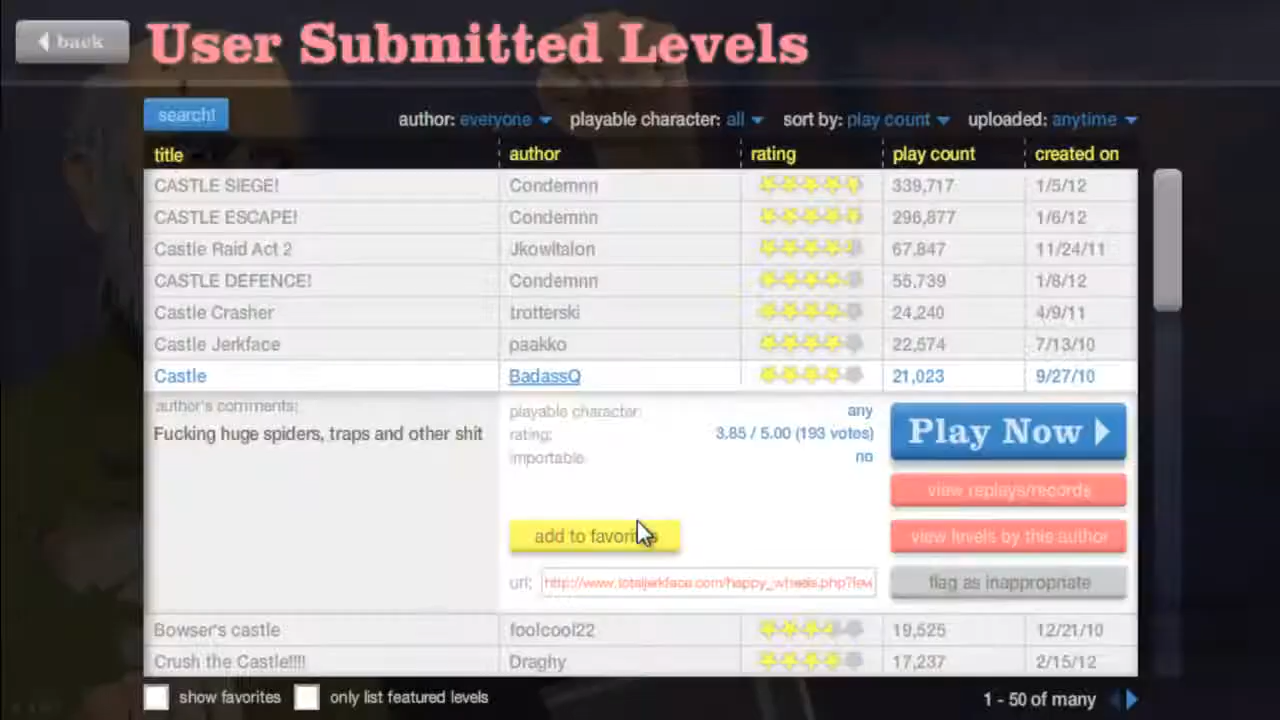 back
User Submitted Levels
search!
author: everyone playable character: all sort by: play count uploaded: anytime
title author rating play count created on
CASTLE SIEGE! Condemnn 339,717 1/5/12
CASTLE ESCAPE! Condemnn 296,877 1/6/12
Castle Raid Act 2 Jkowitalon 67,847 11/24/11
CASTLE DEFENCE! Condemnn 55,739 1/8/12
Castle Crasher trotterski 24,240 4/9/11
Castle Jerkface paakko 22,574 7/13/10
Castle BadassQ 21,023 9/27/10
author's comments:
Fucking huge spiders, traps and other shit
playable character: any
rating: 3.85 / 5.00 (193 votes)
importable: no
Play Now
view replays/records
add to favorites
view levels by this author
url: http://www.totaljerkface.com/happy_wheels.php?lev
flag as inappropriate
Bowser's castle foolcool22 19,525 12/21/10
Crush the Castle!!!! Draghy 17,237 2/15/12
show favorites only list featured levels 1 - 50 of many